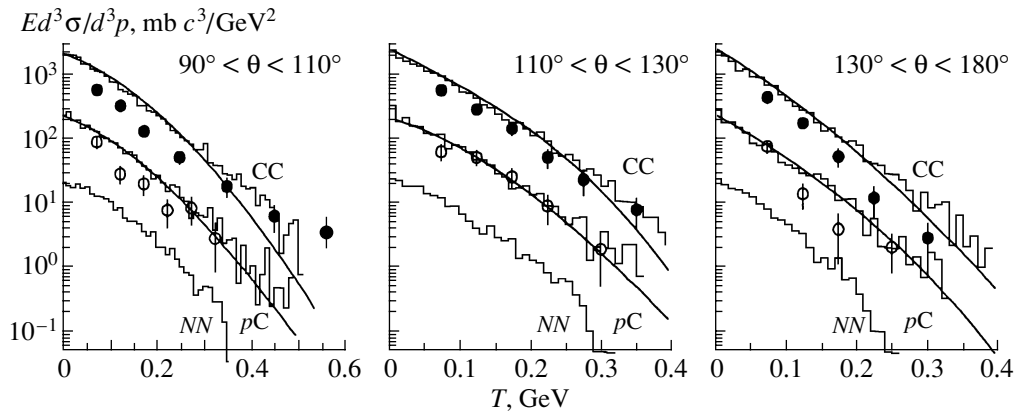 Ed³σ/d³p, mb c³/GeV²
90° < θ < 110°
110° < θ < 130°
130° < θ < 180°
10³
10²
10¹
10⁰
10⁻¹
CC
CC
CC
NN
pC
NN
pC
NN
pC
0 0.2 0.4 0.6
0 0.1 0.2 0.3 0.4
0 0.1 0.2 0.3 0.4
T, GeV